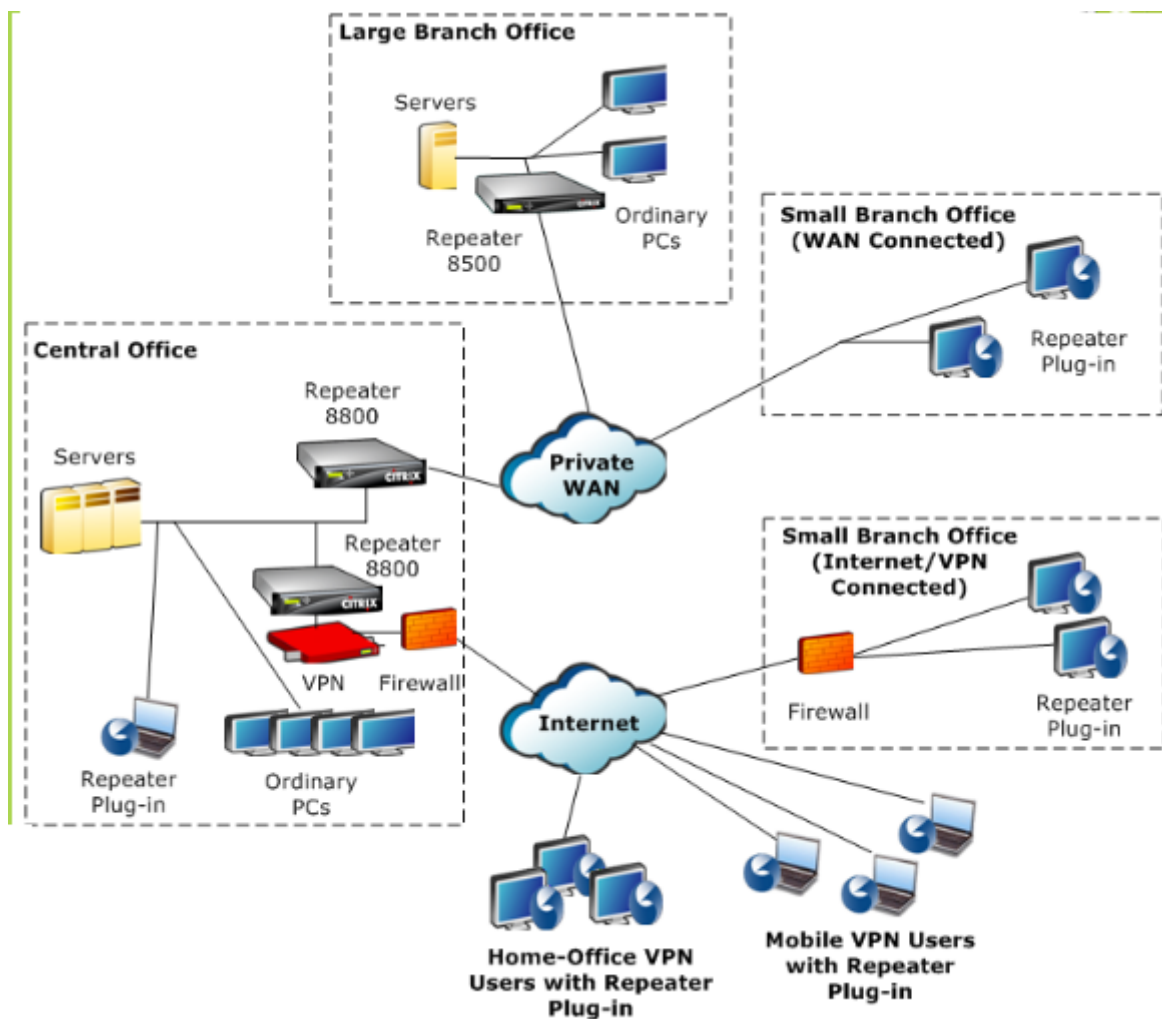 Large Branch Office
Servers
Ordinary
PCs
Repeater
8500
CITRIX
Small Branch Office
(WAN Connected)
Repeater
Plug-in
Central Office
Repeater
8800
CITRIX
Servers
Private
WAN
Repeater
8800
CITRIX
VPN
Firewall
Repeater
Plug-in
Ordinary
PCs
Small Branch Office
(Internet/VPN
Connected)
Firewall
Repeater
Plug-in
Internet
Home-Office VPN
Users with Repeater
Plug-in
Mobile VPN Users
with Repeater
Plug-in